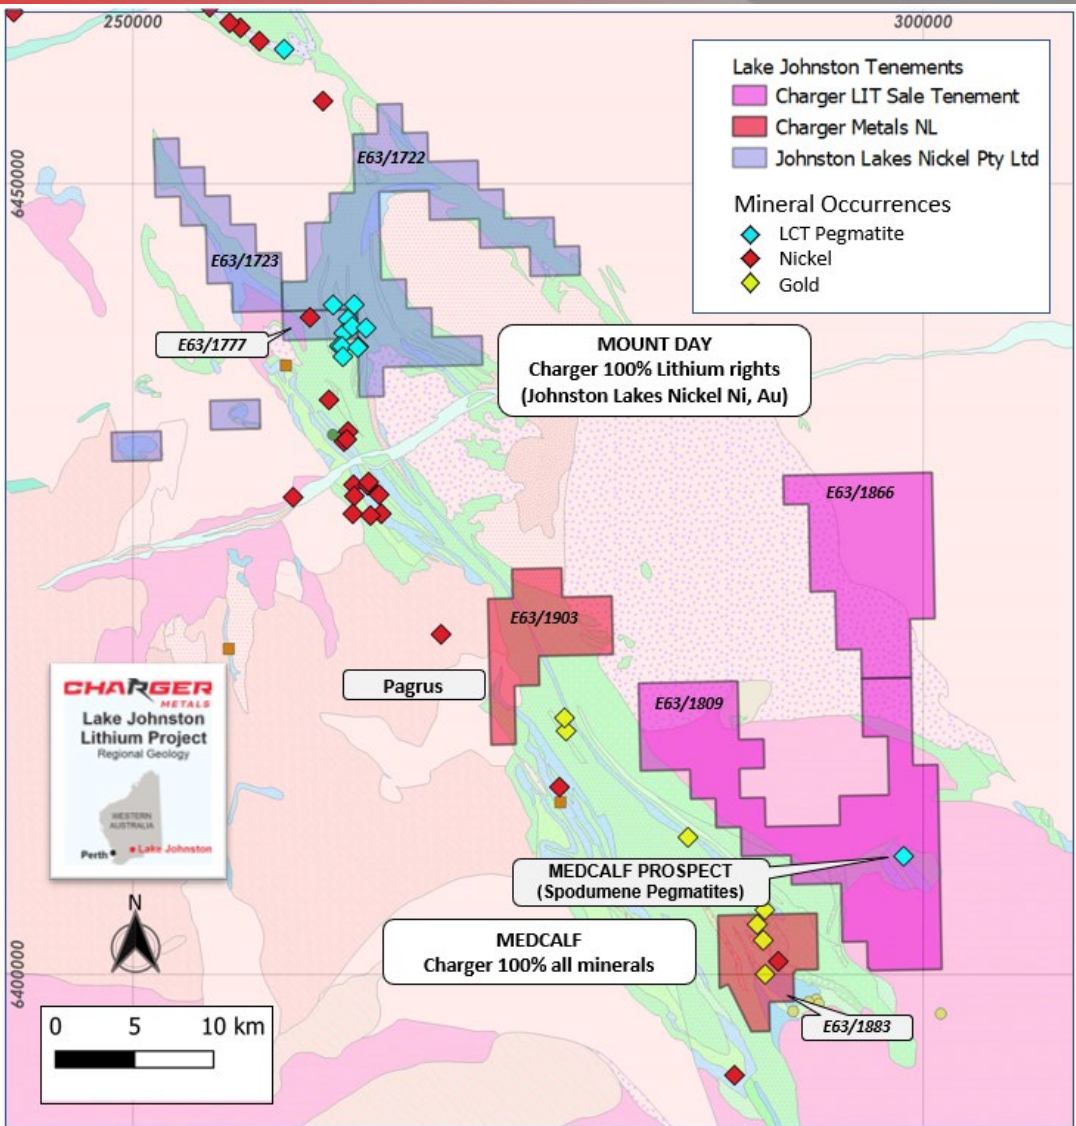 250000
300000
6450000
6400000
Lake Johnston Tenements
Charger LIT Sale Tenement
Charger Metals NL
Johnston Lakes Nickel Pty Ltd
Mineral Occurrences
LCT Pegmatite
Nickel
Gold
E63/1722
E63/1723
E63/1777
MOUNT DAY
Charger 100% Lithium rights
(Johnston Lakes Nickel Ni, Au)
E63/1866
E63/1903
Pagrus
E63/1809
CHARGER
METALS
Lake Johnston
Lithium Project
Regional Geology
WESTERN
AUSTRALIA
Perth
Lake Johnston
MEDCALF PROSPECT
(Spodumene Pegmatites)
N
MEDCALF
Charger 100% all minerals
E63/1883
0 5 10 km